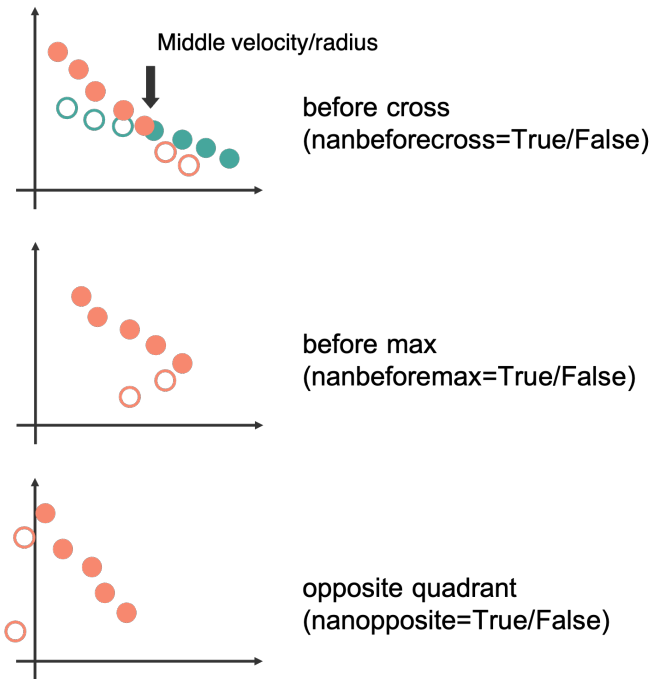 Middle velocity/radius
before cross
(nanbeforecross=True/False)
before max
(nanbeforemax=True/False)
opposite quadrant
(nanopposite=True/False)